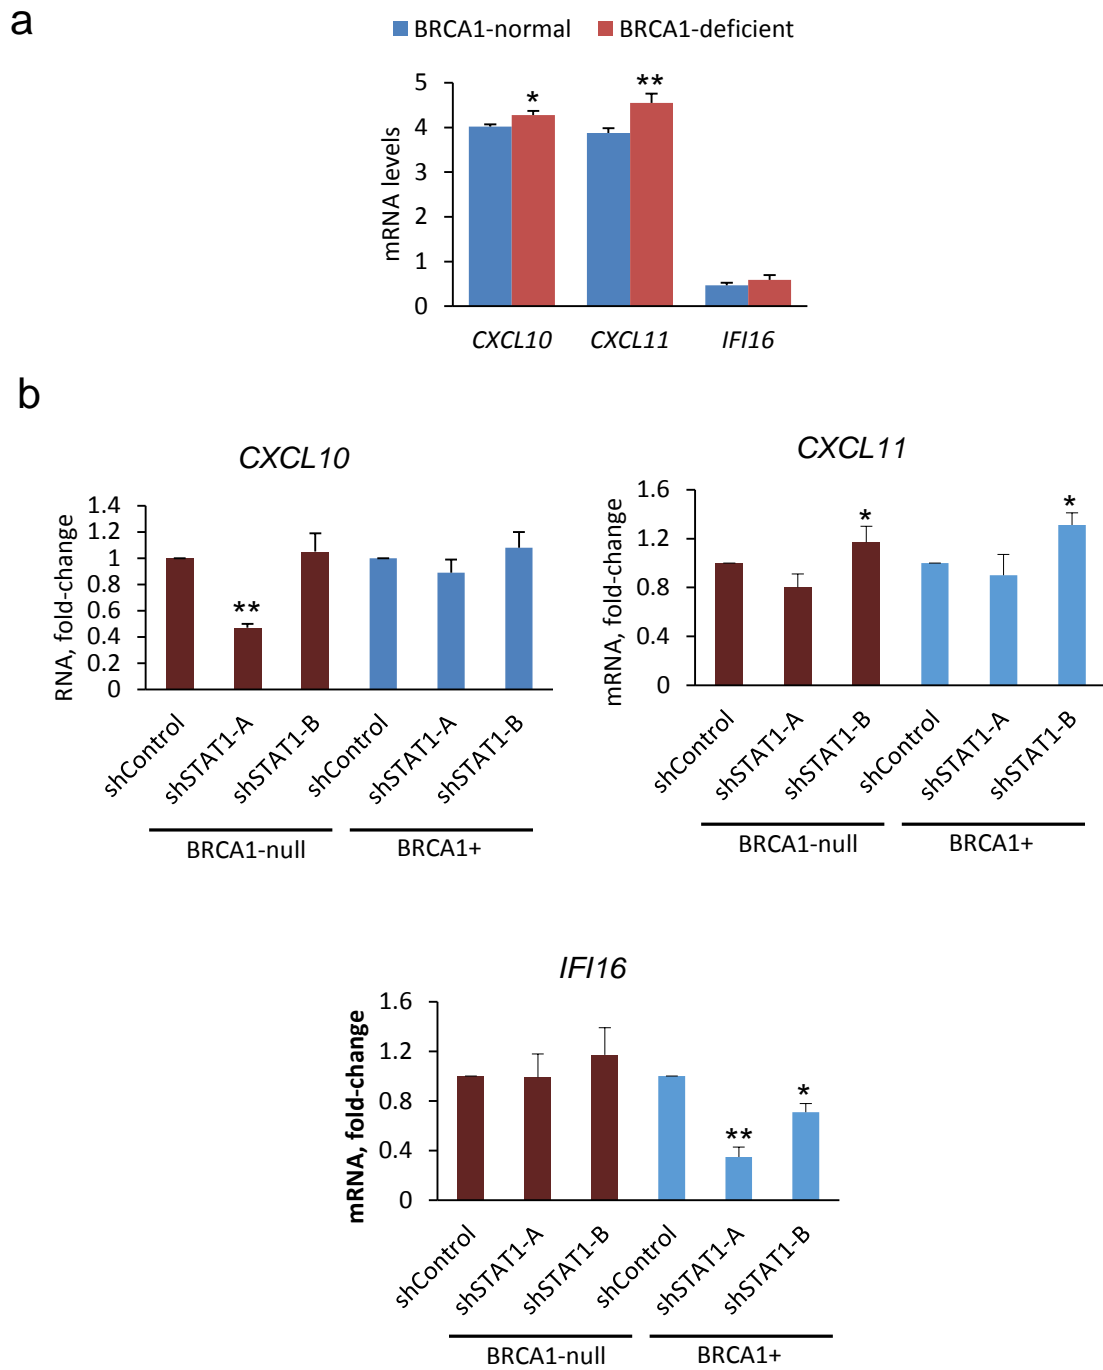 a
BRCA1-normal BRCA1-deficient
mRNA levels
5
4
3
2
1
0
* **
CXCL10 CXCL11 IFI16
b
CXCL10
RNA, fold-change
1.4
1.2
1
0.8
0.6
0.4
0.2
0
**
shControl shSTAT1-A shSTAT1-B shControl shSTAT1-A shSTAT1-B
BRCA1-null BRCA1+
CXCL11
mRNA, fold-change
1.6
1.2
0.8
0.4
0
* *
shControl shSTAT1-A shSTAT1-B shControl shSTAT1-A shSTAT1-B
BRCA1-null BRCA1+
IFI16
mRNA, fold-change
1.6
1.2
0.8
0.4
0
** *
shControl shSTAT1-A shSTAT1-B shControl shSTAT1-A shSTAT1-B
BRCA1-null BRCA1+